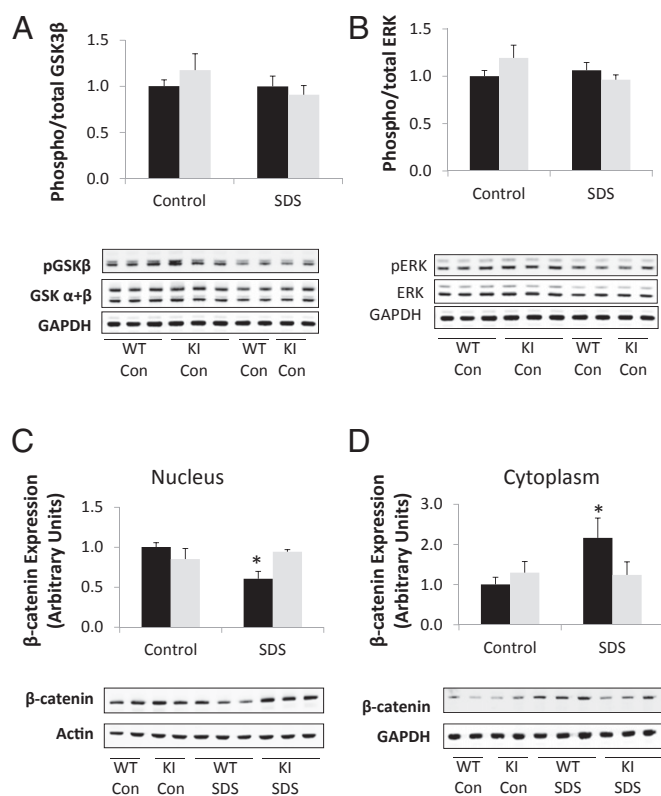 A
Phospho/total GSK3β
1.5
1.0
0.5
0.0
Control SDS
pGSKβ
GSK α+β
GAPDH
WT KI WT KI
Con Con Con Con
B
Phospho/total ERK
1.5
1.0
0.5
0.0
Control SDS
pERK
ERK
GAPDH
WT KI WT KI
Con Con Con Con
C
Nucleus
β-catenin Expression
(Arbitrary Units)
1.5
1.0
0.5
0.0
*
Control SDS
β-catenin
Actin
WT KI WT KI
Con Con SDS SDS
D
Cytoplasm
β-catenin Expression
(Arbitrary Units)
3.0
2.0
1.0
0.0
*
Control SDS
β-catenin
GAPDH
WT KI WT KI
Con Con SDS SDS